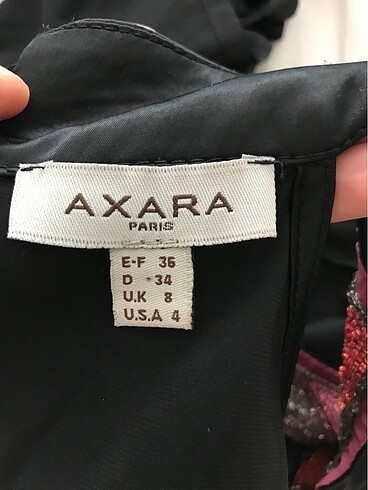 AXARA
PARIS
E-F 36
D 34
U.K 8
U.S.A 4